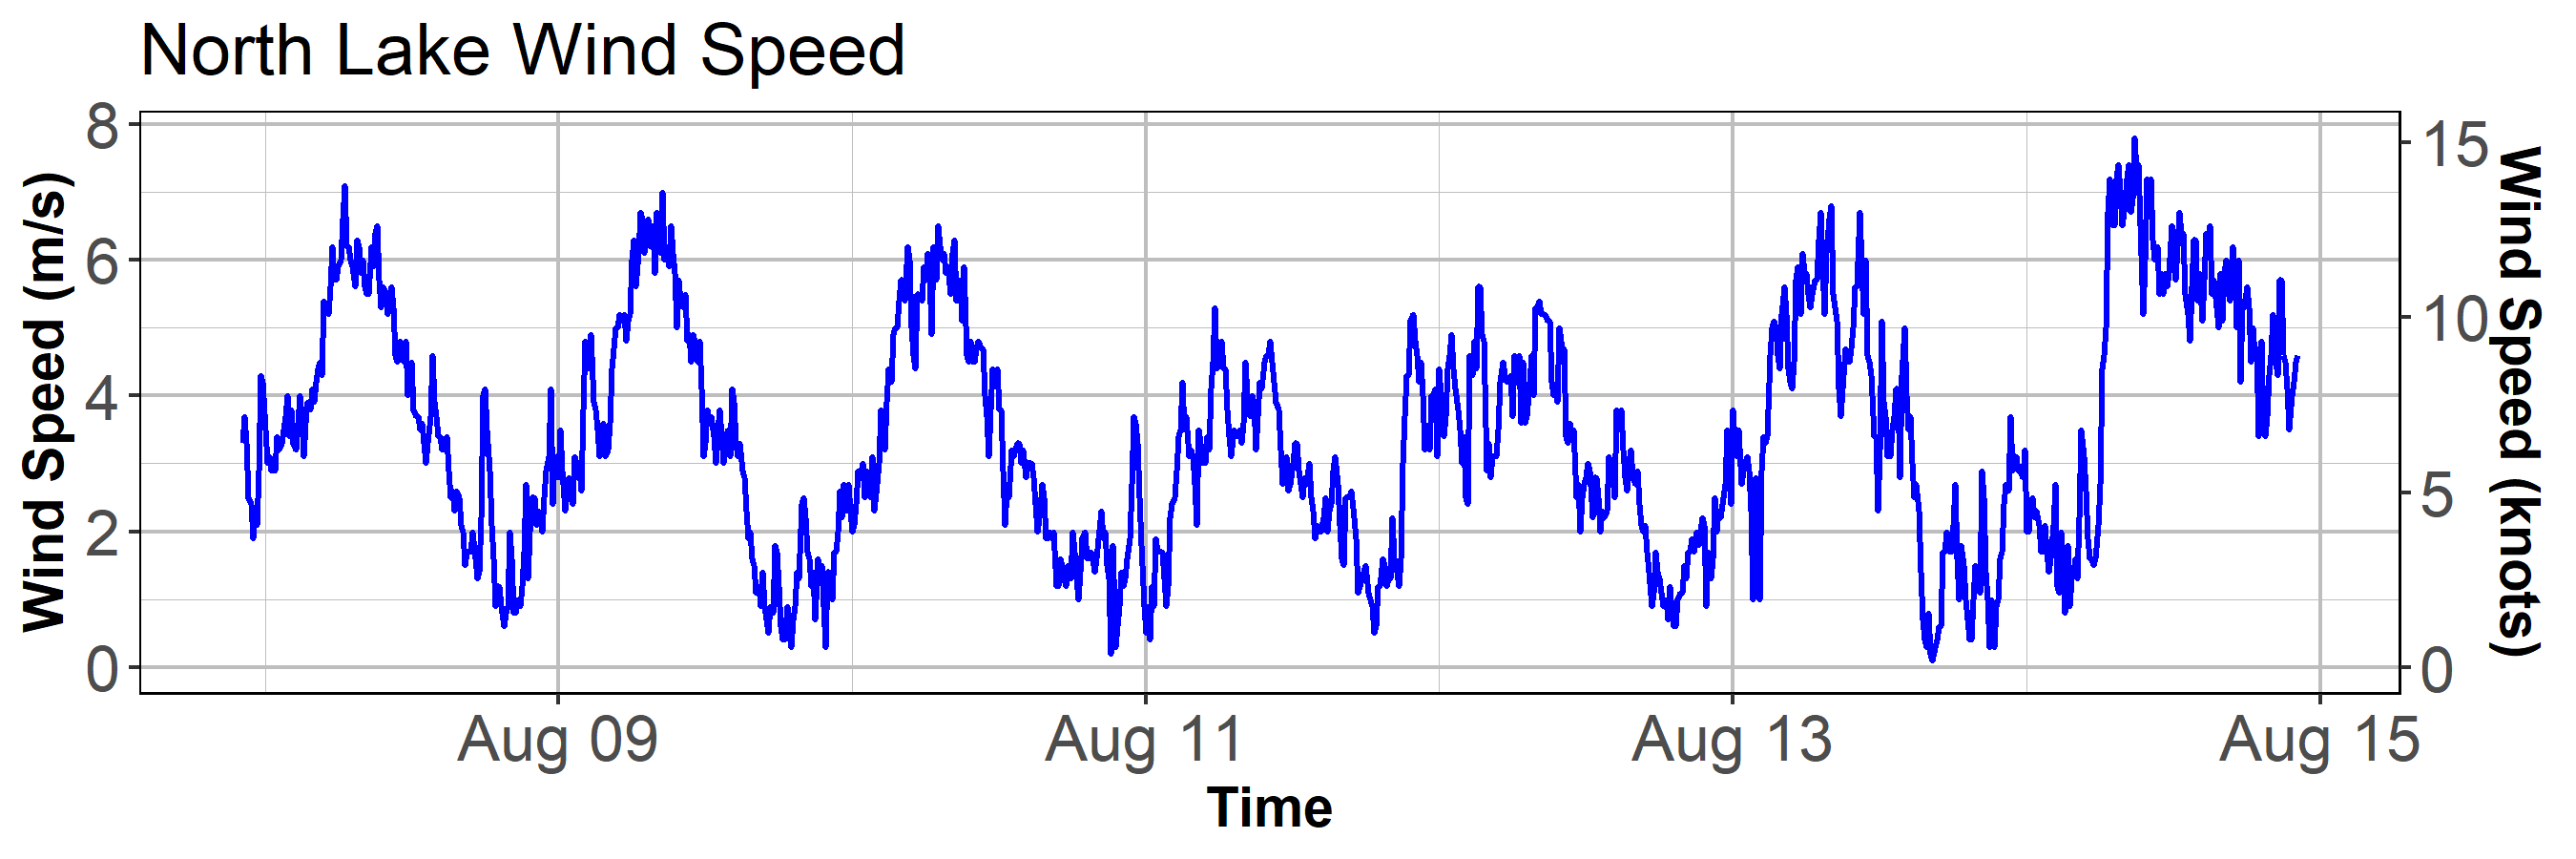 North Lake Wind Speed
Wind Speed (m/s)
8
6
4
2
0
15
10
5
0
Wind Speed (knots)
Aug 09 Aug 11 Aug 13 Aug 15
Time